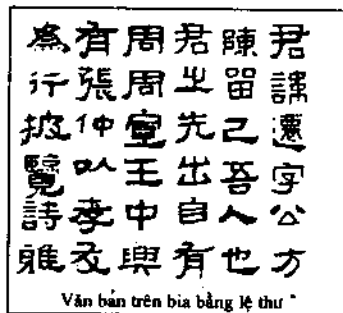 君諱遷字公方
陳留己吾人也
君之先出自有
周周宣王中興
有張仲以孝友
為行披覽詩雅
Văn bản trên bia bằng lệ thư